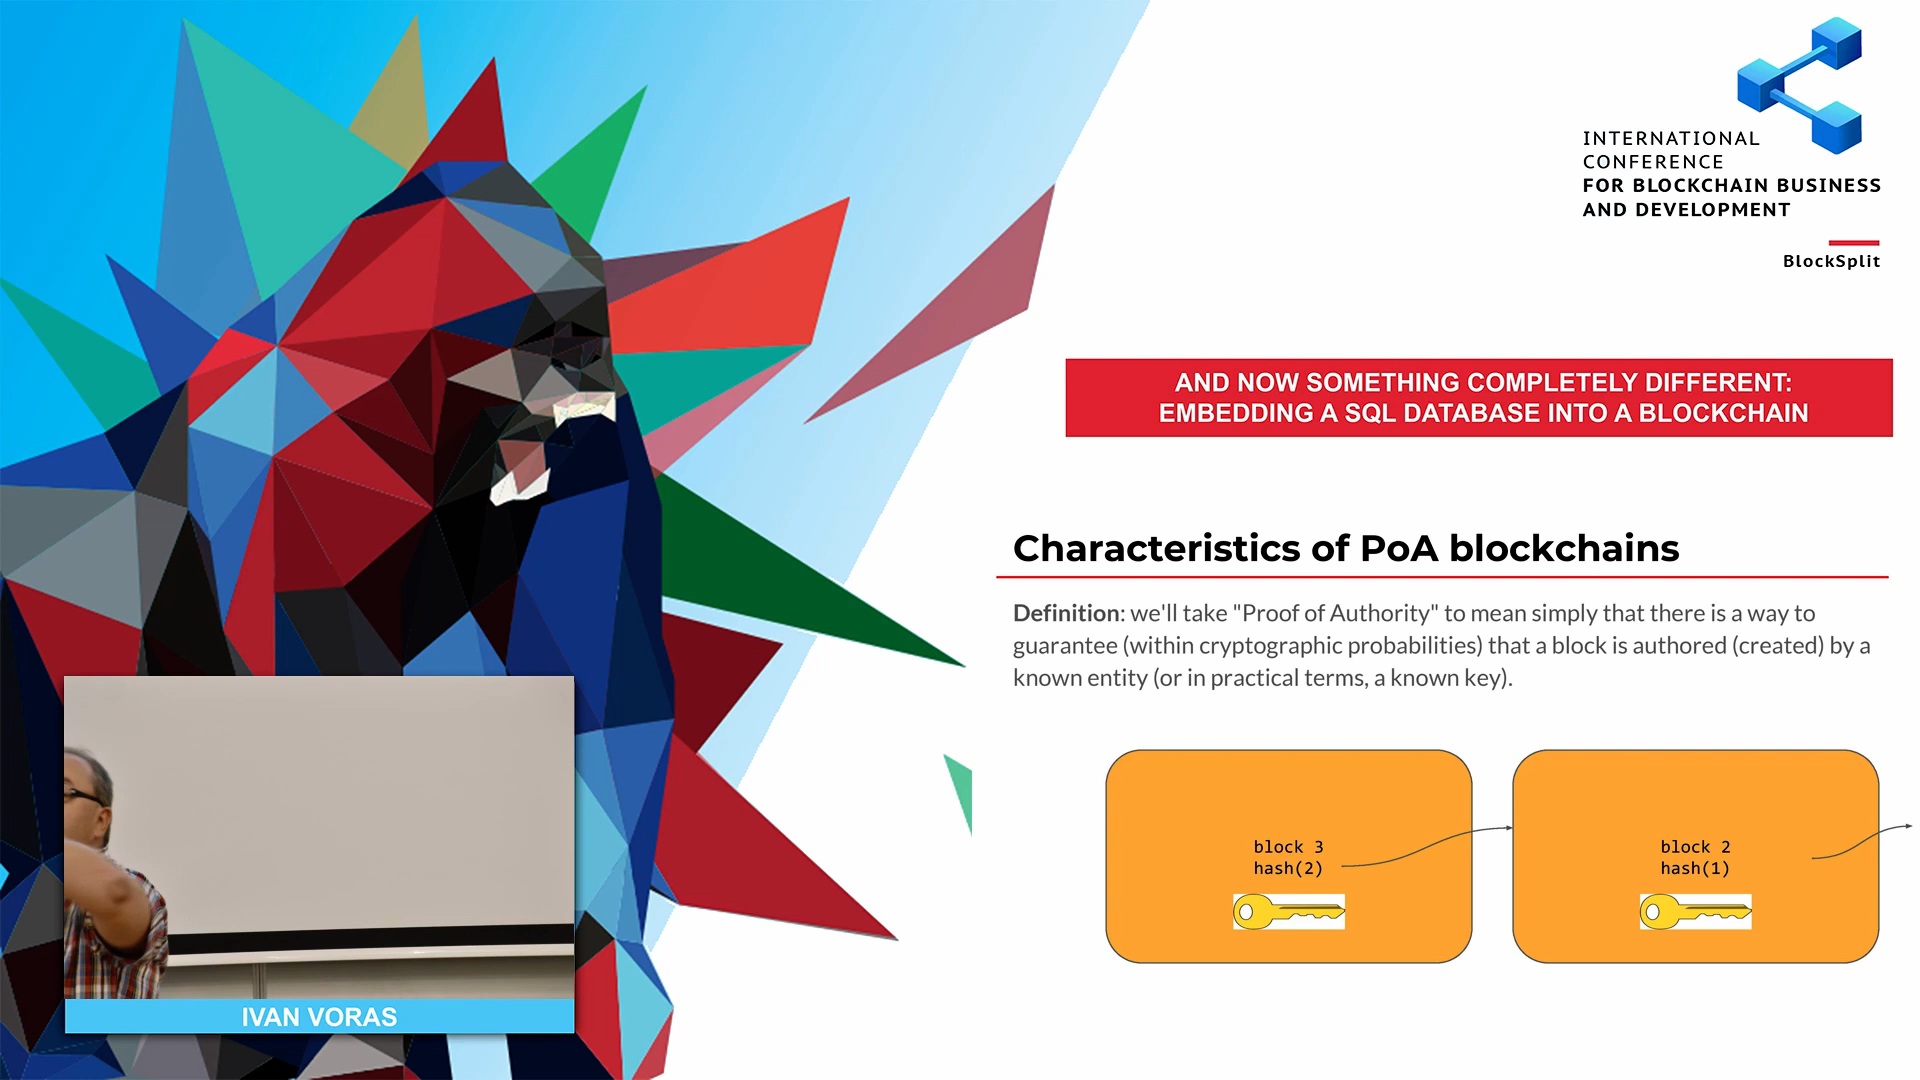 INTERNATIONAL
CONFERENCE
FOR BLOCKCHAIN BUSINESS
AND DEVELOPMENT
BlockSplit
AND NOW SOMETHING COMPLETELY DIFFERENT:
EMBEDDING A SQL DATABASE INTO A BLOCKCHAIN
Characteristics of PoA blockchains
Definition: we'll take "Proof of Authority" to mean simply that there is a way to
guarantee (within cryptographic probabilities) that a block is authored (created) by a
known entity (or in practical terms, a known key).
block 3
hash(2)
block 2
hash(1)
IVAN VORAS